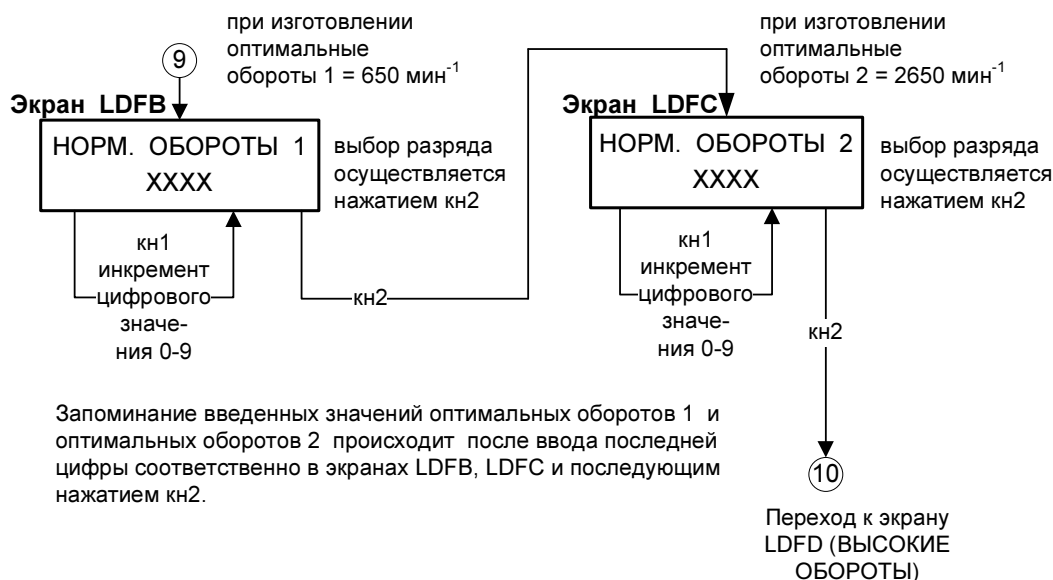 при изготовлении
оптимальные
обороты 1 = 650 мин⁻¹
9
Экран LDFB
НОРМ. ОБОРОТЫ 1
XXXX
выбор разряда
осуществляется
нажатием кн2
кн1
инкремент
цифрового
значе-
ния 0-9
кн2
при изготовлении
оптимальные
обороты 2 = 2650 мин⁻¹
Экран LDFC
НОРМ. ОБОРОТЫ 2
XXXX
выбор разряда
осуществляется
нажатием кн2
кн1
инкремент
цифрового
значе-
ния 0-9
кн2
Запоминание введенных значений оптимальных оборотов 1 и
оптимальных оборотов 2 происходит после ввода последней
цифры соответственно в экранах LDFB, LDFC и последующим
нажатием кн2.
10
Переход к экрану
LDFD (ВЫСОКИЕ
ОБОРОТЫ)